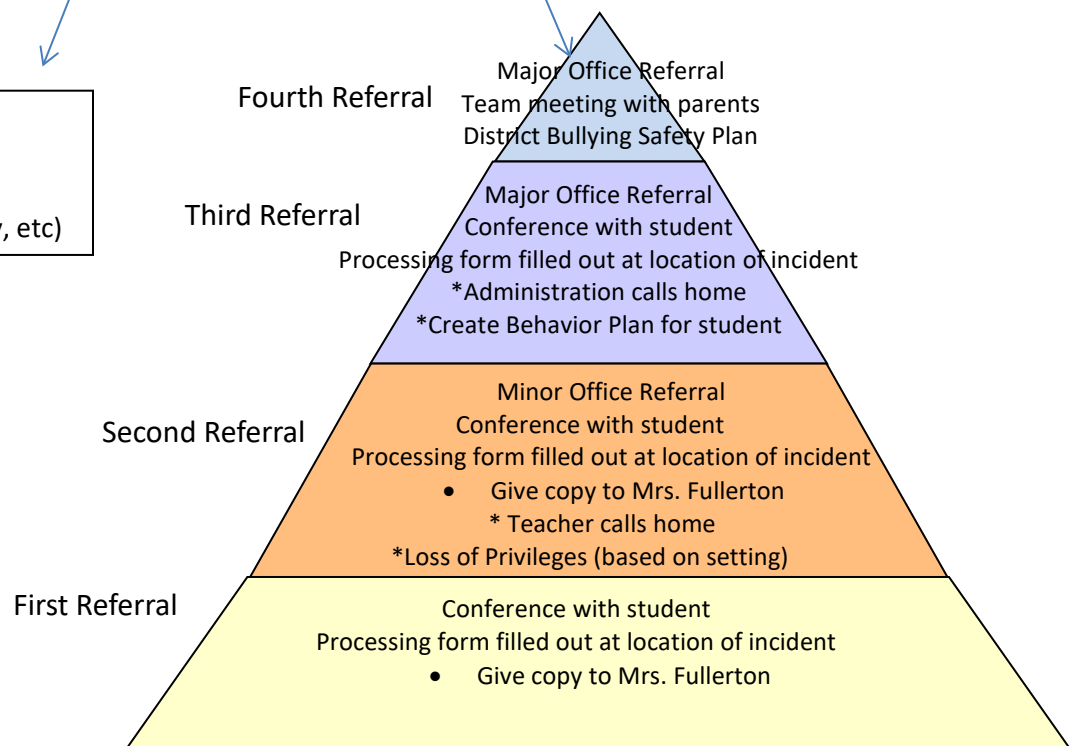 Fourth Referral
Major Office Referral
Team meeting with parents
District Bullying Safety Plan
, etc)
Third Referral
Major Office Referral
Conference with student
Processing form filled out at location of incident
*Administration calls home
*Create Behavior Plan for student
Second Referral
Minor Office Referral
Conference with student
Processing form filled out at location of incident
• Give copy to Mrs. Fullerton
* Teacher calls home
*Loss of Privileges (based on setting)
First Referral
Conference with student
Processing form filled out at location of incident
• Give copy to Mrs. Fullerton